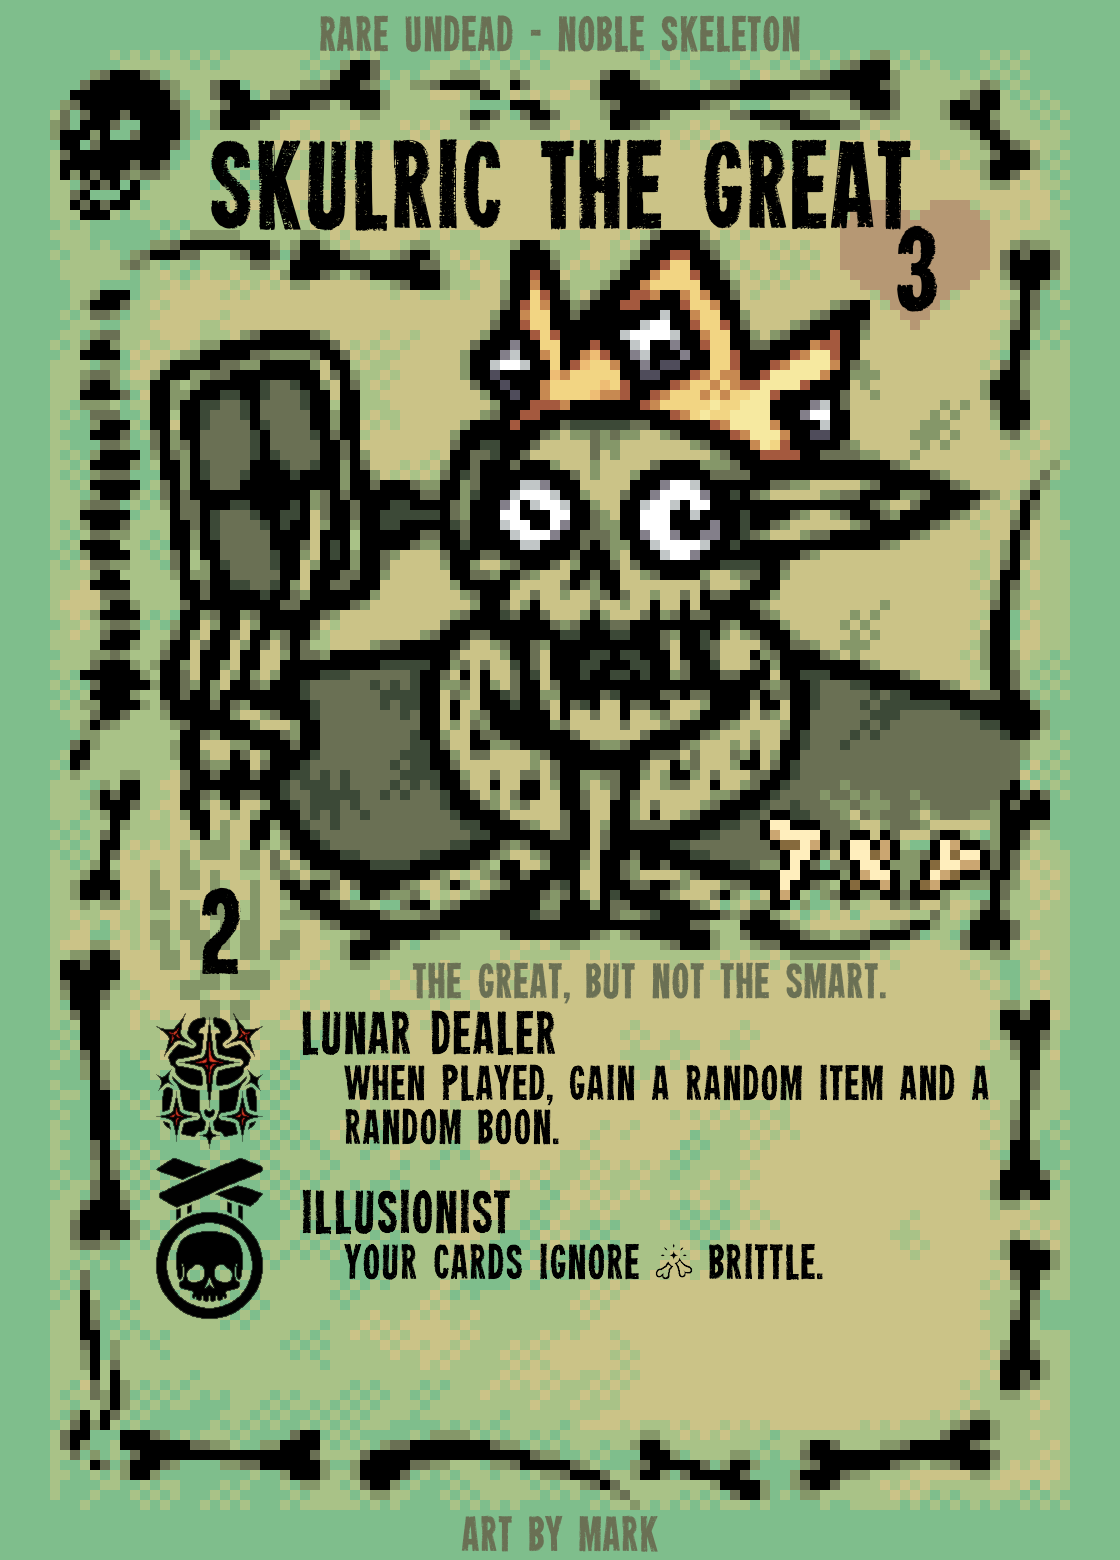 RARE UNDEAD - NOBLE SKELETON
SKULRIC THE GREAT
3
2
THE GREAT, BUT NOT THE SMART.
LUNAR DEALER
WHEN PLAYED, GAIN A RANDOM ITEM AND A
RANDOM BOON.
ILLUSIONIST
YOUR CARDS IGNORE BRITTLE.
ART BY MARK